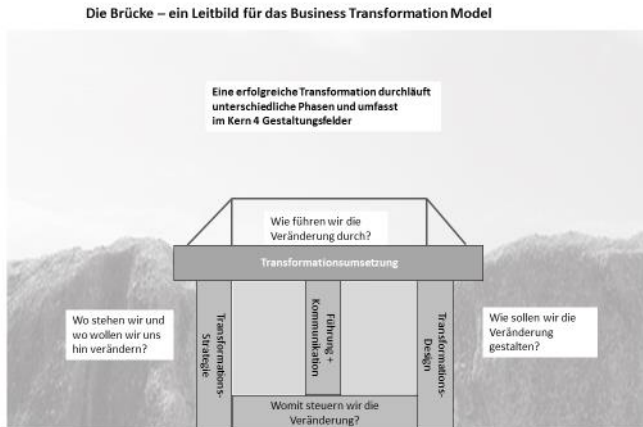 Die Brücke – ein Leitbild für das Business Transformation Model
Eine erfolgreiche Transformation durchläuft
unterschiedliche Phasen und umfasst
im Kern 4 Gestaltungsfelder
Wie führen wir die
Veränderung durch?
Transformationsumsetzung
Wo stehen wir und
wo wollen wir uns
hin verändern?
Transformations-
Strategie
Führung +
Kommunikation
Transformations-
Design
Wie sollen wir die
Veränderung
gestalten?
Womit steuern wir die
Veränderung?